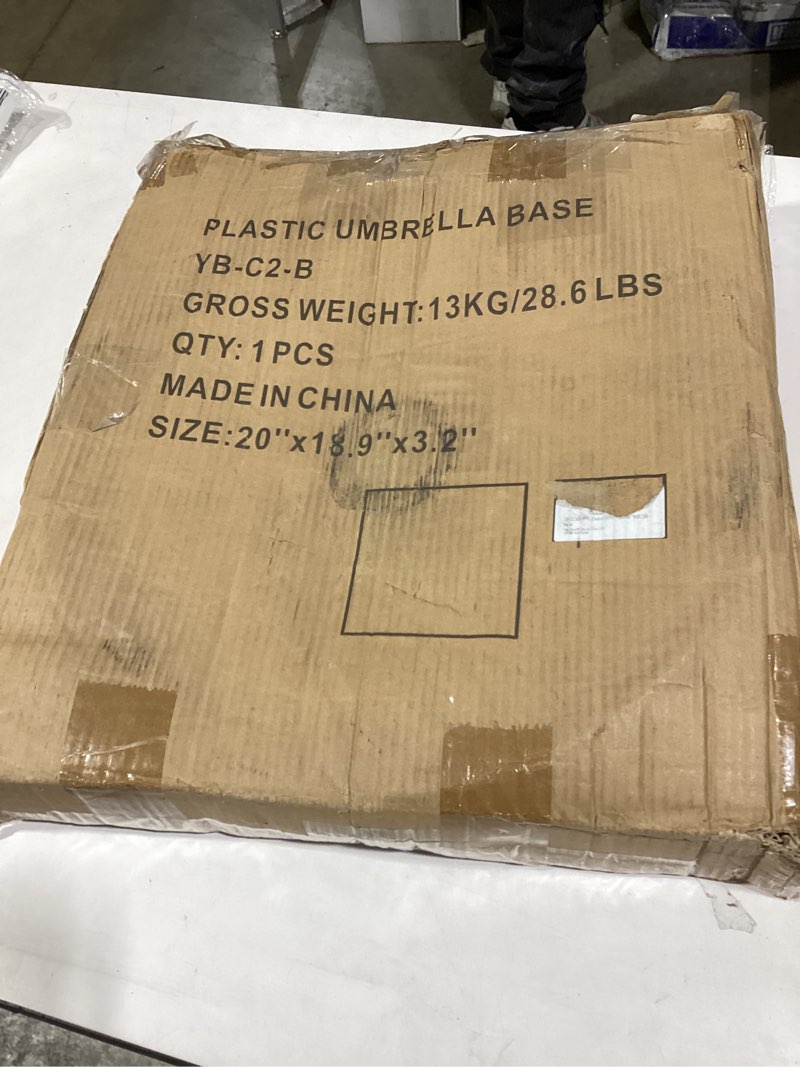 PLASTIC UMBRELLA BASE
YB-C2-B
GROSS WEIGHT:13KG/28.6 LBS
QTY: 1 PCS
MADE IN CHINA
SIZE:20"x18.9"x3.2"